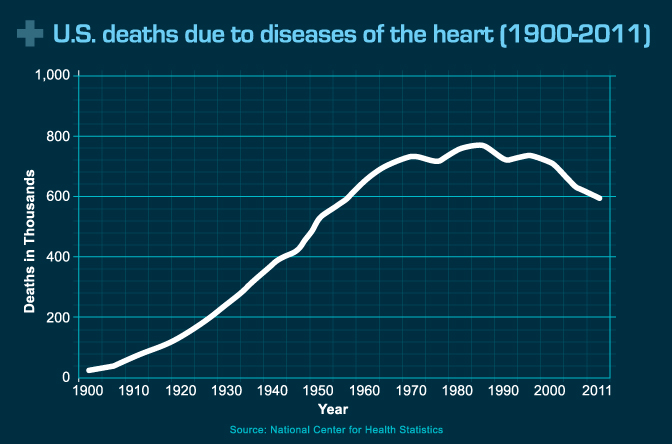 U.S. deaths due to diseases of the heart (1900-2011)
1,000
800
600
400
200
0
Deaths in Thousands
1900 1910 1920 1930 1940 1950 1960 1970 1980 1990 2000 2011
Year
Source: National Center for Health Statistics